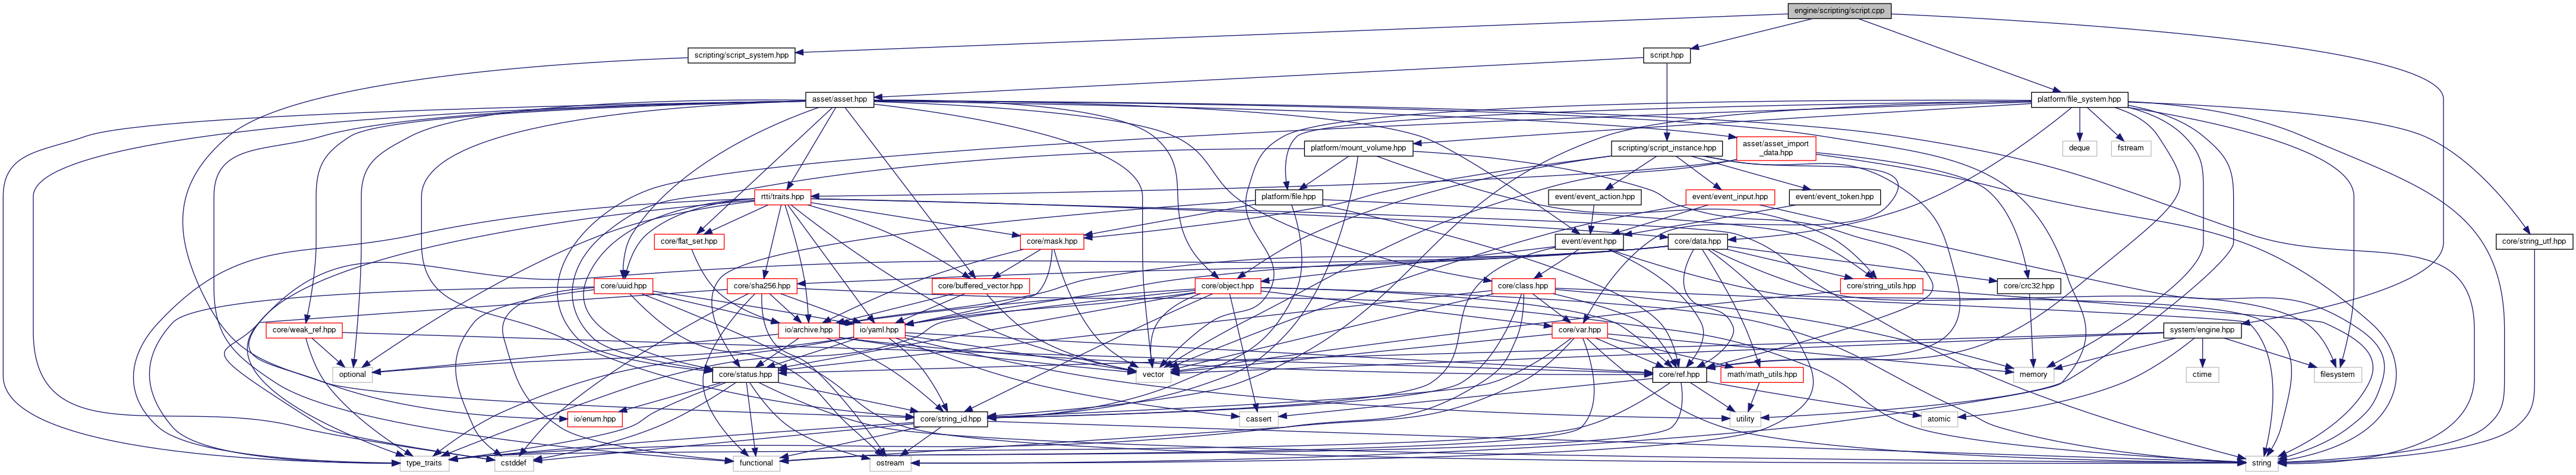 engine/scripting/script.cpp
scripting/script_system.hpp
script.hpp
asset/asset.hpp
platform/file_system.hpp
platform/mount_volume.hpp
scripting/script_instance.hpp
asset/asset_import
_data.hpp
deque
fstream
rtti/traits.hpp
platform/file.hpp
event/event_action.hpp
event/event_input.hpp
event/event_token.hpp
core/flat_set.hpp
core/mask.hpp
event/event.hpp
core/data.hpp
core/string_utf.hpp
core/uuid.hpp
core/sha256.hpp
core/buffered_vector.hpp
core/object.hpp
core/class.hpp
core/string_utils.hpp
core/crc32.hpp
core/weak_ref.hpp
io/archive.hpp
io/yaml.hpp
core/var.hpp
system/engine.hpp
optional
core/status.hpp
vector
core/ref.hpp
math/math_utils.hpp
memory
ctime
filesystem
io/enum.hpp
core/string_id.hpp
cassert
utility
atomic
type_traits
cstddef
functional
ostream
string